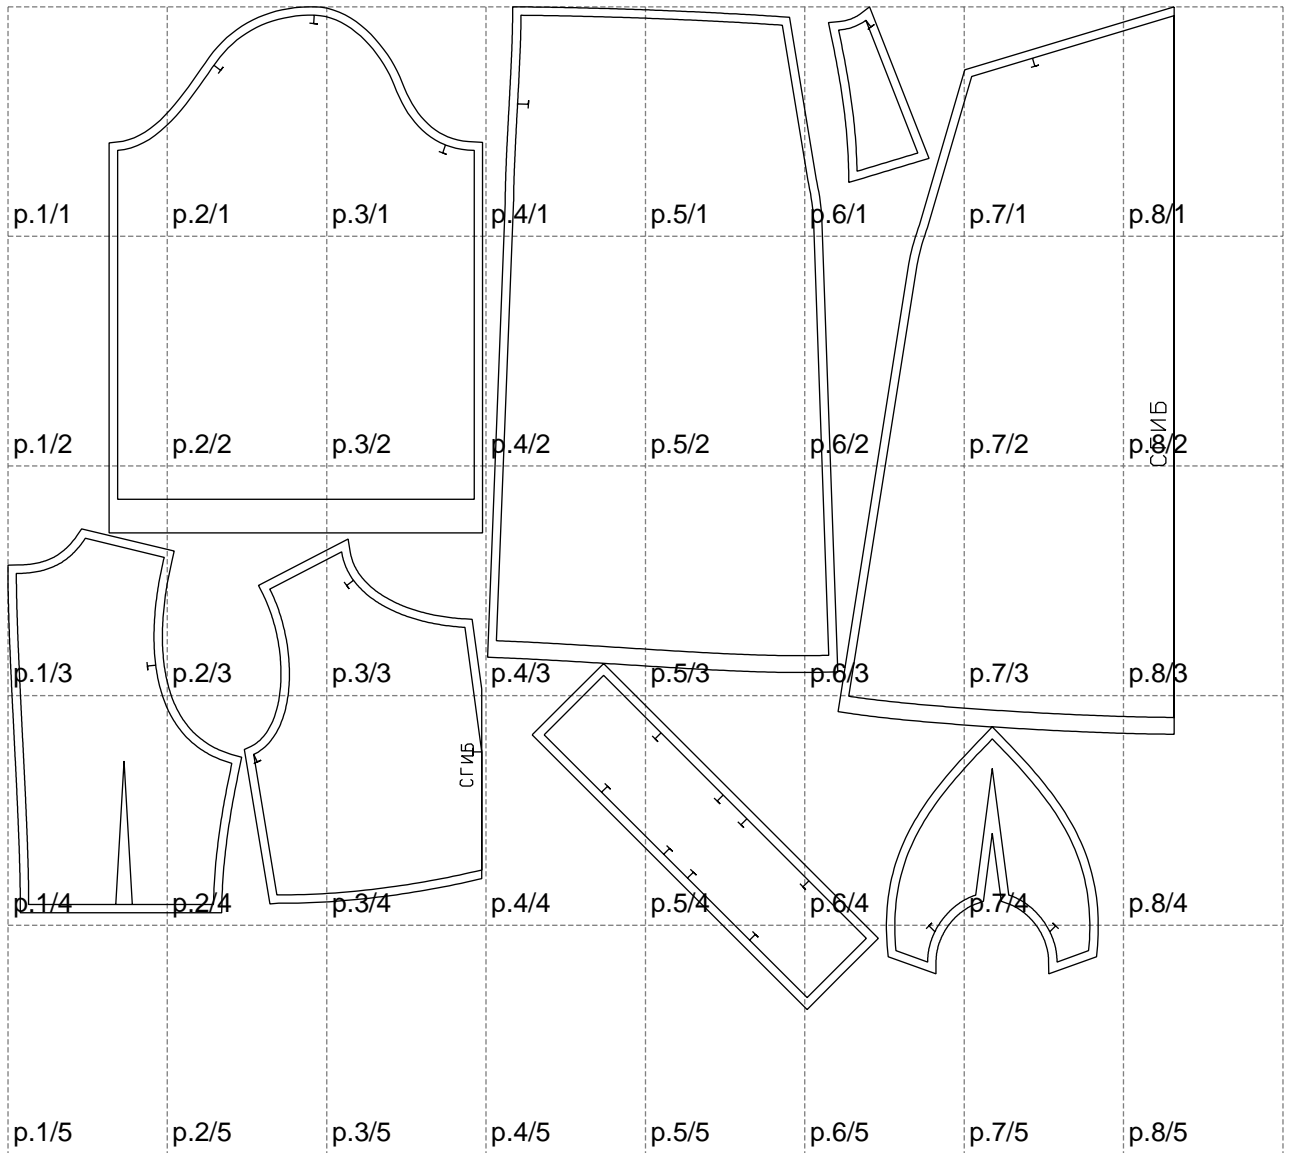 p.1/1 p.2/1 p.3/1 p.4/1 p.5/1 p.6/1 p.7/1 p.8/1
СГИБ
p.1/2 p.2/2 p.3/2 p.4/2 p.5/2 p.6/2 p.7/2 p.8/2
p.1/3 p.2/3 p.3/3 p.4/3 p.5/3 p.6/3 p.7/3 p.8/3
СГИБ
p.1/4 p.2/4 p.3/4 p.4/4 p.5/4 p.6/4 p.7/4 p.8/4
p.1/5 p.2/5 p.3/5 p.4/5 p.5/5 p.6/5 p.7/5 p.8/5